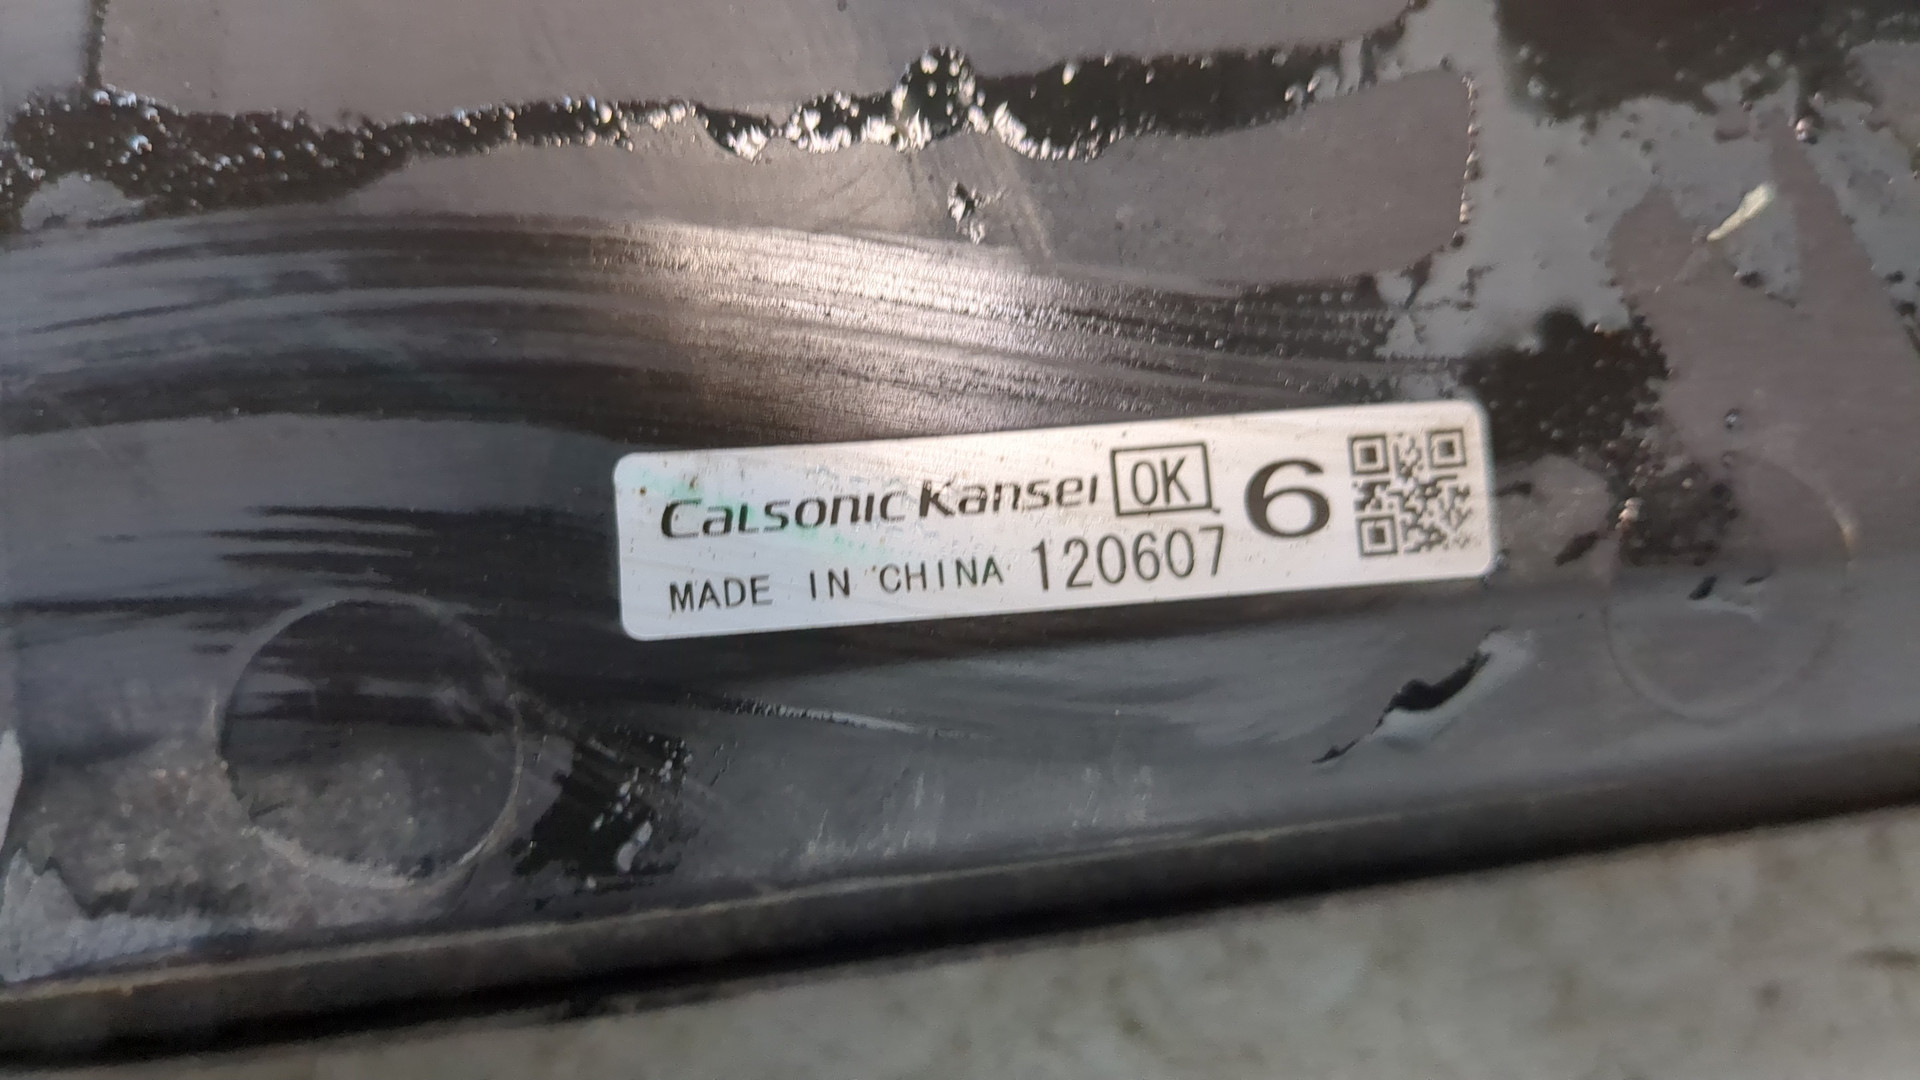 Calsonic Kansei OK 6
MADE IN CHINA 120607